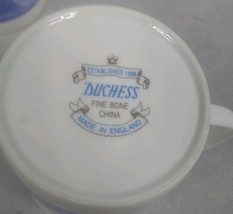 ESTABLISHED 1888
DUCHESS
FINE BONE
CHINA
MADE IN ENGLAND